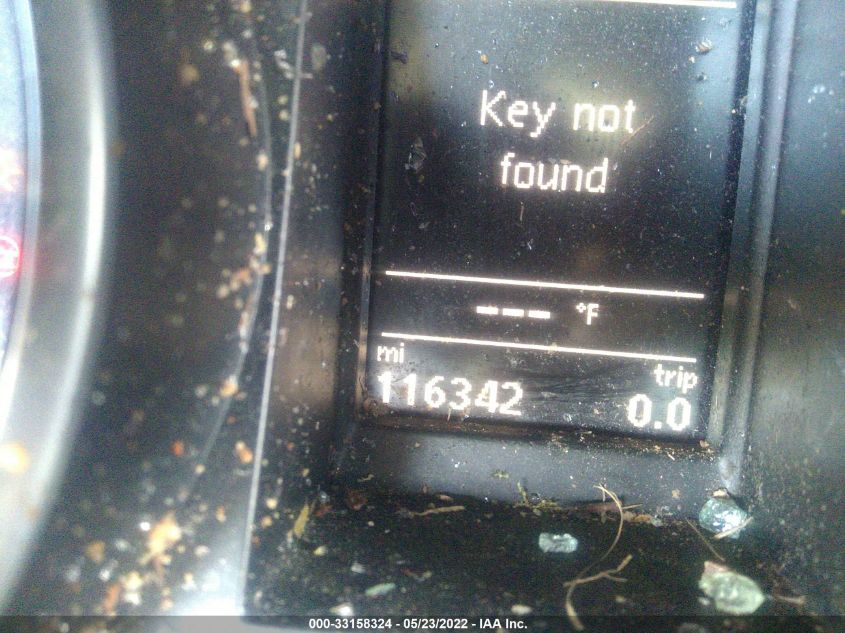 Key not
found
--- °F
mi
trip
116342
0.0
000-33158324 - 05/23/2022 - IAA Inc.